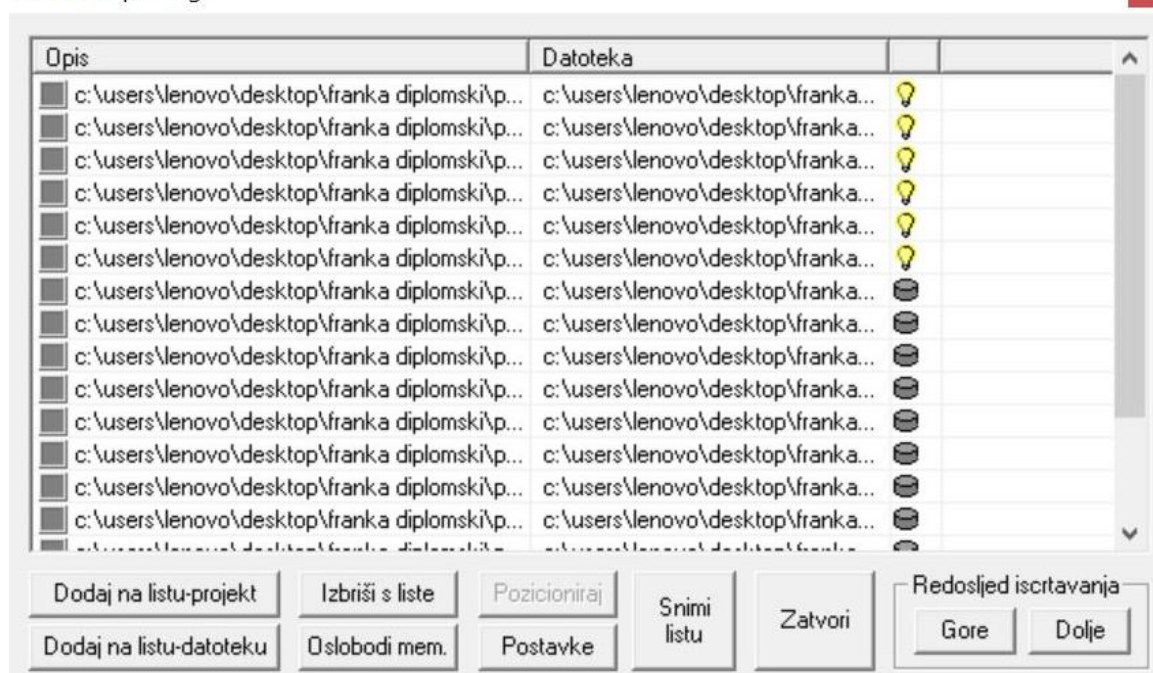 Opis Datoteka
c:\users\lenovo\desktop\franka diplomski\p... c:\users\lenovo\desktop\franka...
c:\users\lenovo\desktop\franka diplomski\p... c:\users\lenovo\desktop\franka...
c:\users\lenovo\desktop\franka diplomski\p... c:\users\lenovo\desktop\franka...
c:\users\lenovo\desktop\franka diplomski\p... c:\users\lenovo\desktop\franka...
c:\users\lenovo\desktop\franka diplomski\p... c:\users\lenovo\desktop\franka...
c:\users\lenovo\desktop\franka diplomski\p... c:\users\lenovo\desktop\franka...
c:\users\lenovo\desktop\franka diplomski\p... c:\users\lenovo\desktop\franka...
c:\users\lenovo\desktop\franka diplomski\p... c:\users\lenovo\desktop\franka...
c:\users\lenovo\desktop\franka diplomski\p... c:\users\lenovo\desktop\franka...
c:\users\lenovo\desktop\franka diplomski\p... c:\users\lenovo\desktop\franka...
c:\users\lenovo\desktop\franka diplomski\p... c:\users\lenovo\desktop\franka...
c:\users\lenovo\desktop\franka diplomski\p... c:\users\lenovo\desktop\franka...
c:\users\lenovo\desktop\franka diplomski\p... c:\users\lenovo\desktop\franka...
c:\users\lenovo\desktop\franka diplomski\p... c:\users\lenovo\desktop\franka...
Dodaj na listu-projekt Izbriši s liste Pozicioniraj Snimi listu Zatvori Redosljed iscrtavanja
Dodaj na listu-datoteku Oslobodi mem. Postavke Gore Dolje